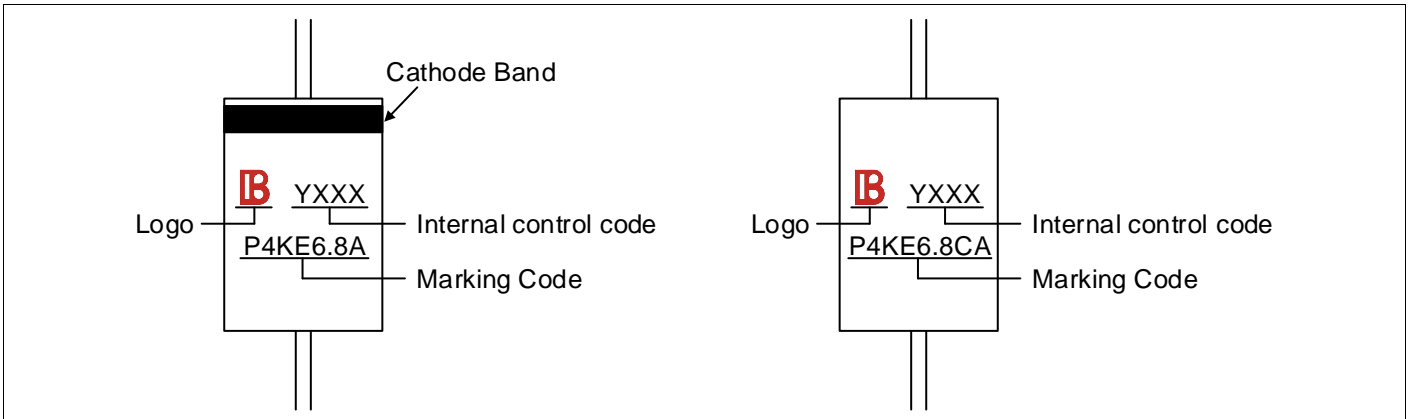 Cathode Band
B YXXX
Logo
Internal control code
P4KE6.8A
Marking Code
B YXXX
Logo
Internal control code
P4KE6.8CA
Marking Code